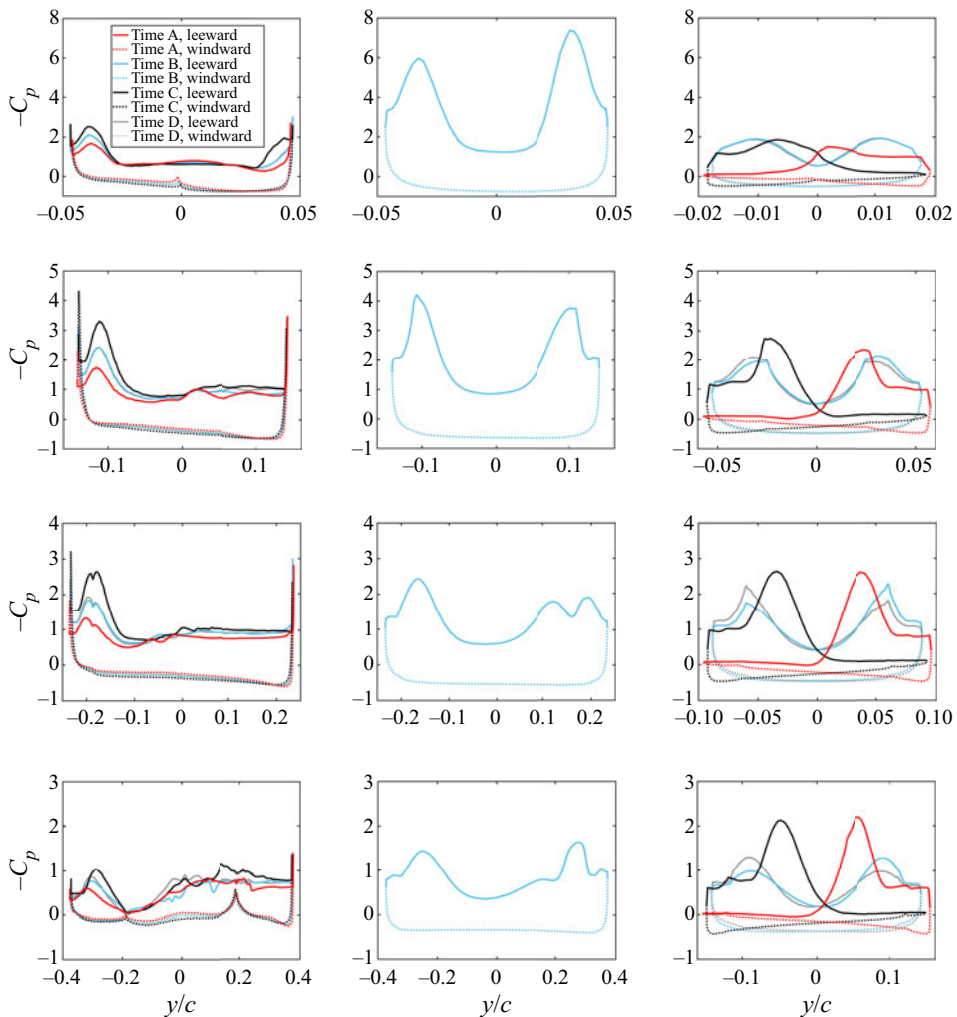 8
6
4
2
0
−C_p
Time A, leeward
Time A, windward
Time B, leeward
Time B, windward
Time C, leeward
Time C, windward
Time D, leeward
Time D, windward
−0.05 0 0.05
8
6
4
2
0
−0.05 0 0.05
8
6
4
2
0
−0.02 −0.01 0 0.01 0.02
5
4
3
2
1
0
−1
−C_p
−0.1 0 0.1
5
4
3
2
1
0
−1
−0.1 0 0.1
5
4
3
2
1
0
−1
−0.05 0 0.05
4
3
2
1
0
−1
−C_p
−0.2 −0.1 0 0.1 0.2
4
3
2
1
0
−1
−0.2 −0.1 0 0.1 0.2
4
3
2
1
0
−1
−0.10 −0.05 0 0.05 0.10
3
2
1
0
−1
−C_p
−0.4 −0.2 0 0.2 0.4
y/c
3
2
1
0
−1
−0.4 −0.2 0 0.2 0.4
y/c
3
2
1
0
−1
−0.1 0 0.1
y/c